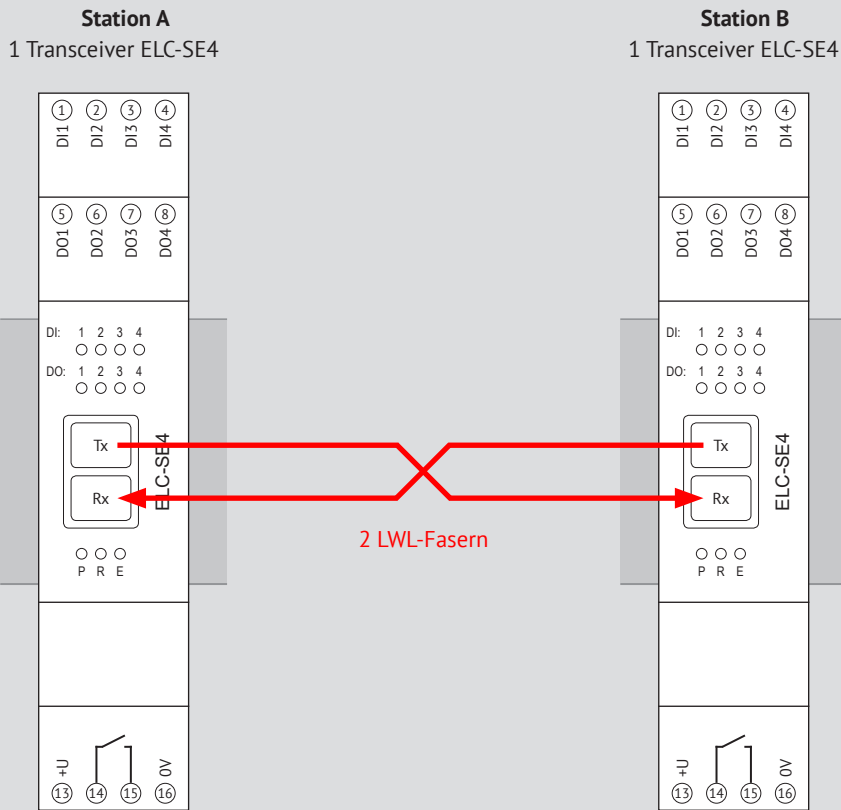 Station A
1 Transceiver ELC-SE4
1 2 3 4
DI1 DI2 DI3 DI4
5 6 7 8
DO1 DO2 DO3 DO4
DI: 1 2 3 4
DO: 1 2 3 4
Tx
Rx
ELC-SE4
P R E
+U 0V
13 14 15 16
2 LWL-Fasern
Station B
1 Transceiver ELC-SE4
1 2 3 4
DI1 DI2 DI3 DI4
5 6 7 8
DO1 DO2 DO3 DO4
DI: 1 2 3 4
DO: 1 2 3 4
Tx
Rx
ELC-SE4
P R E
+U 0V
13 14 15 16